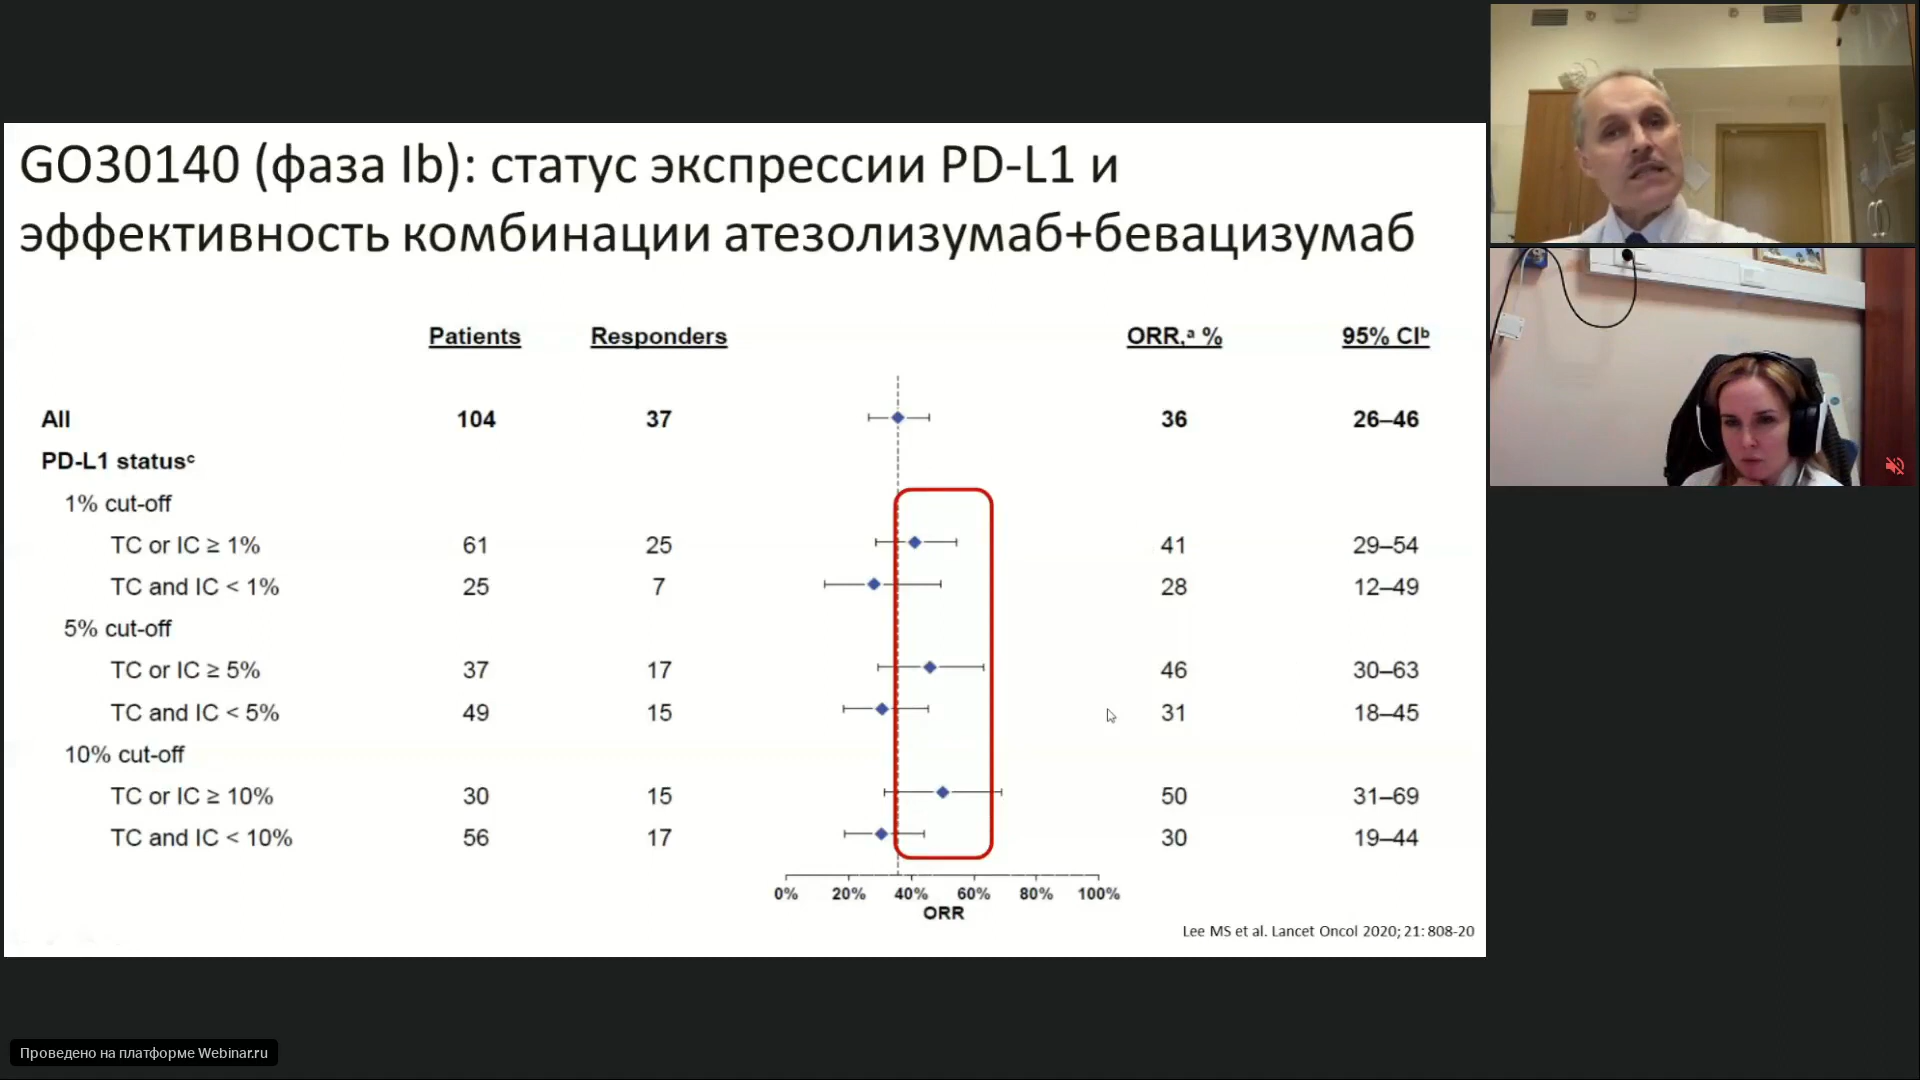 GO30140 (фаза Ib): статус экспрессии PD-L1 и
эффективность комбинации атезолизумаб+бевацизумаб
Patients Responders ORR,ᵃ % 95% CIᵇ
All 104 37 36 26–46
PD-L1 statusᶜ
1% cut-off
TC or IC ≥ 1% 61 25 41 29–54
TC and IC < 1% 25 7 28 12–49
5% cut-off
TC or IC ≥ 5% 37 17 46 30–63
TC and IC < 5% 49 15 31 18–45
10% cut-off
TC or IC ≥ 10% 30 15 50 31–69
TC and IC < 10% 56 17 30 19–44
0% 20% 40% 60% 80% 100%
ORR
Lee MS et al. Lancet Oncol 2020; 21: 808-20
Проведено на платформе Webinar.ru